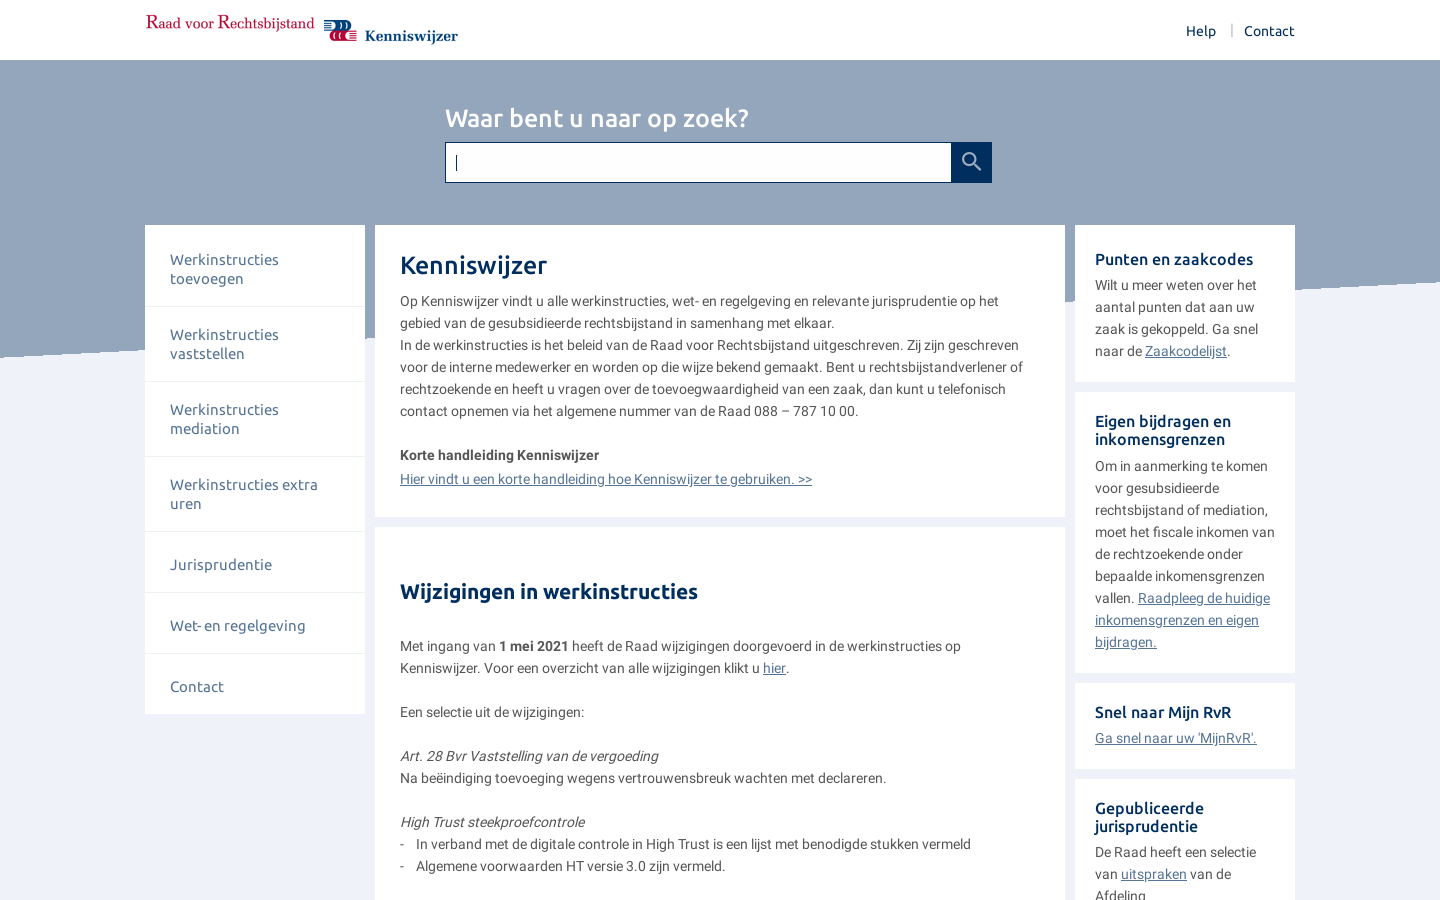 Raad voor Rechtsbijstand Kenniswijzer
Help
Contact
Waar bent u naar op zoek?
Werkinstructies
toevoegen
Werkinstructies
vaststellen
Werkinstructies
mediation
Werkinstructies extra
uren
Jurisprudentie
Wet- en regelgeving
Contact
Kenniswijzer
Op Kenniswijzer vindt u alle werkinstructies, wet- en regelgeving en relevante jurisprudentie op het
gebied van de gesubsidieerde rechtsbijstand in samenhang met elkaar.
In de werkinstructies is het beleid van de Raad voor Rechtsbijstand uitgeschreven. Zij zijn geschreven
voor de interne medewerker en worden op die wijze bekend gemaakt. Bent u rechtsbijstandverlener of
rechtzoekende en heeft u vragen over de toevoegwaardigheid van een zaak, dan kunt u telefonisch
contact opnemen via het algemene nummer van de Raad 088 – 787 10 00.
Korte handleiding Kenniswijzer
Hier vindt u een korte handleiding hoe Kenniswijzer te gebruiken. >>
Wijzigingen in werkinstructies
Met ingang van 1 mei 2021 heeft de Raad wijzigingen doorgevoerd in de werkinstructies op
Kenniswijzer. Voor een overzicht van alle wijzigingen klikt u hier.
Een selectie uit de wijzigingen:
Art. 28 Bvr Vaststelling van de vergoeding
Na beëindiging toevoeging wegens vertrouwensbreuk wachten met declareren.
High Trust steekproefcontrole
- In verband met de digitale controle in High Trust is een lijst met benodigde stukken vermeld
- Algemene voorwaarden HT versie 3.0 zijn vermeld.
Punten en zaakcodes
Wilt u meer weten over het
aantal punten dat aan uw
zaak is gekoppeld. Ga snel
naar de Zaakcodelijst.
Eigen bijdragen en
inkomensgrenzen
Om in aanmerking te komen
voor gesubsidieerde
rechtsbijstand of mediation,
moet het fiscale inkomen van
de rechtzoekende onder
bepaalde inkomensgrenzen
vallen. Raadpleeg de huidige
inkomensgrenzen en eigen
bijdragen.
Snel naar Mijn RvR
Ga snel naar uw 'MijnRvR'.
Gepubliceerde
jurisprudentie
De Raad heeft een selectie
van uitspraken van de
Afdeling